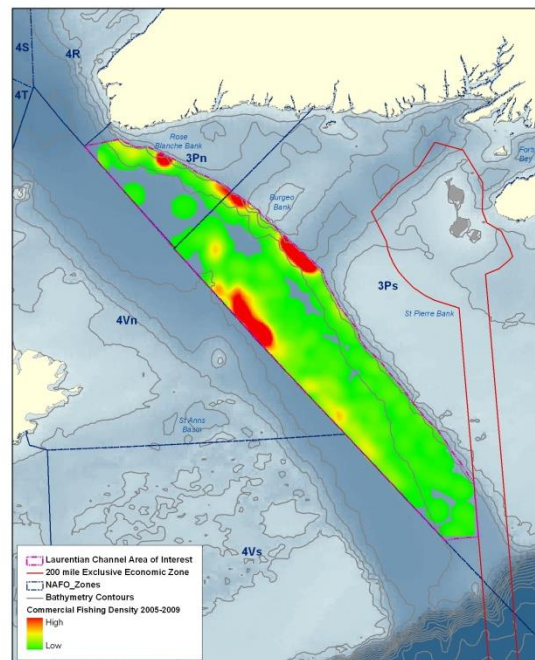 4S
4R
4T
Rose
Blanche Bank
3Pn
Burgeo
Bank
3Ps
St Pierre Bank
4Vn
St Anns
Basin
4Vs
Laurentian Channel Area of Interest
200 mile Exclusive Economic Zone
NAFO_Zones
Bathymetry Contours
Commercial Fishing Density 2005-2009
High
Low
Bay